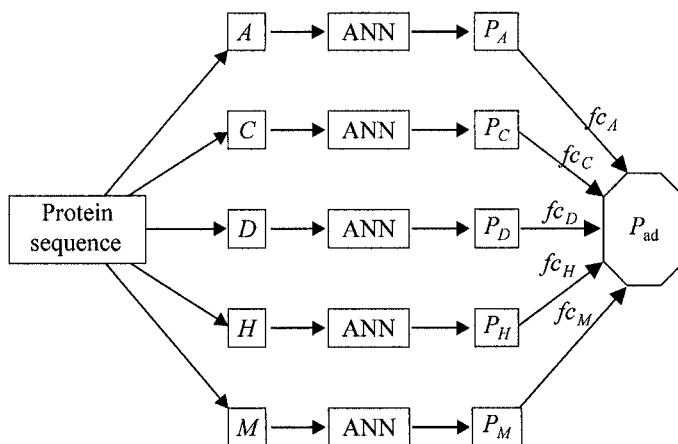 A ANN P_A
fc_A
C ANN P_C
fc_C
Protein
sequence
D ANN P_D
fc_D
P_ad
fc_H
H ANN P_H
fc_M
M ANN P_M